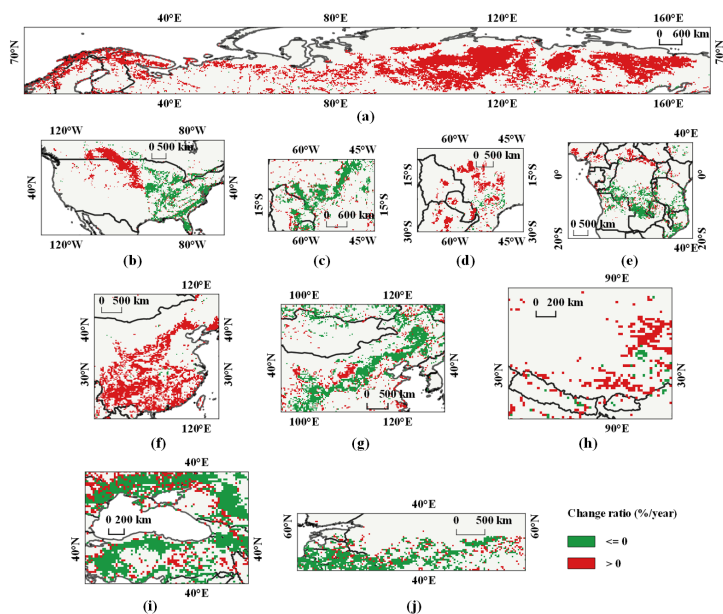 40°E 80°E 120°E 160°E
0 600 km
70°N 70°N
40°E 80°E 120°E 160°E
(a)
120°W 80°W
0 500 km
40°N 40°N
120°W 80°W
(b)
60°W 45°W
15°S 15°S
0 600 km
60°W 45°W
(c)
60°W 45°W
0 500 km
15°S 15°S
30°S 30°S
60°W 45°W
(d)
40°E
0° 0°
0 500 km
20°S 20°S
40°E
(e)
120°E
0 500 km
40°N 40°N
30°N 30°N
120°E
(f)
100°E 120°E
40°N 40°N
0 500 km
100°E 120°E
(g)
90°E
0 200 km
30°N 30°N
90°E
(h)
40°E
0 200 km
40°N 40°N
40°E
(i)
40°E
0 500 km
60°N 60°N
40°E
(j)
Change ratio (%/year)
<= 0
> 0